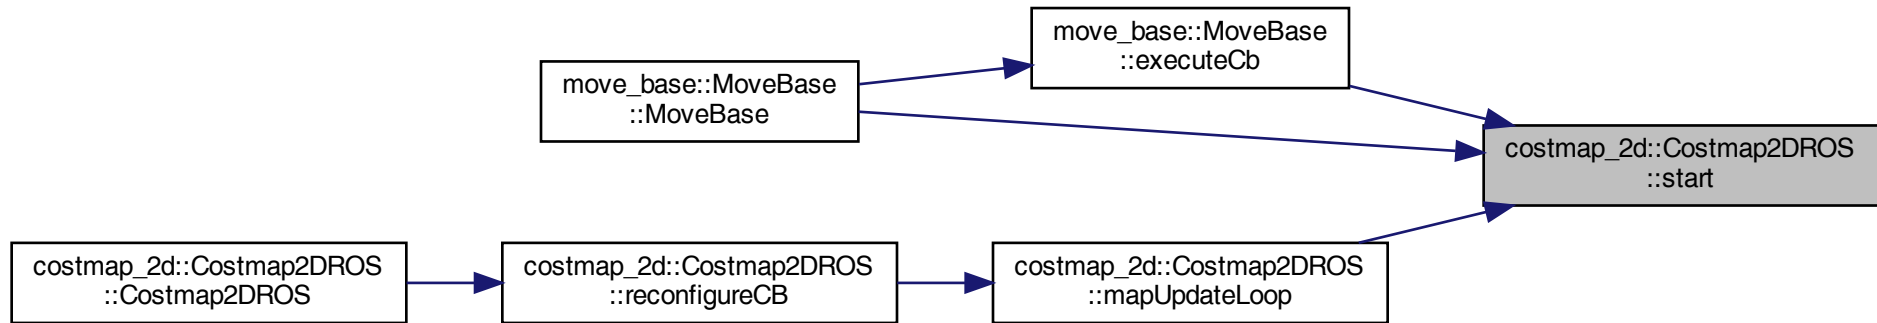 move_base::MoveBase
::executeCb
move_base::MoveBase
::MoveBase
costmap_2d::Costmap2DROS
::start
costmap_2d::Costmap2DROS
::Costmap2DROS
costmap_2d::Costmap2DROS
::reconfigureCB
costmap_2d::Costmap2DROS
::mapUpdateLoop